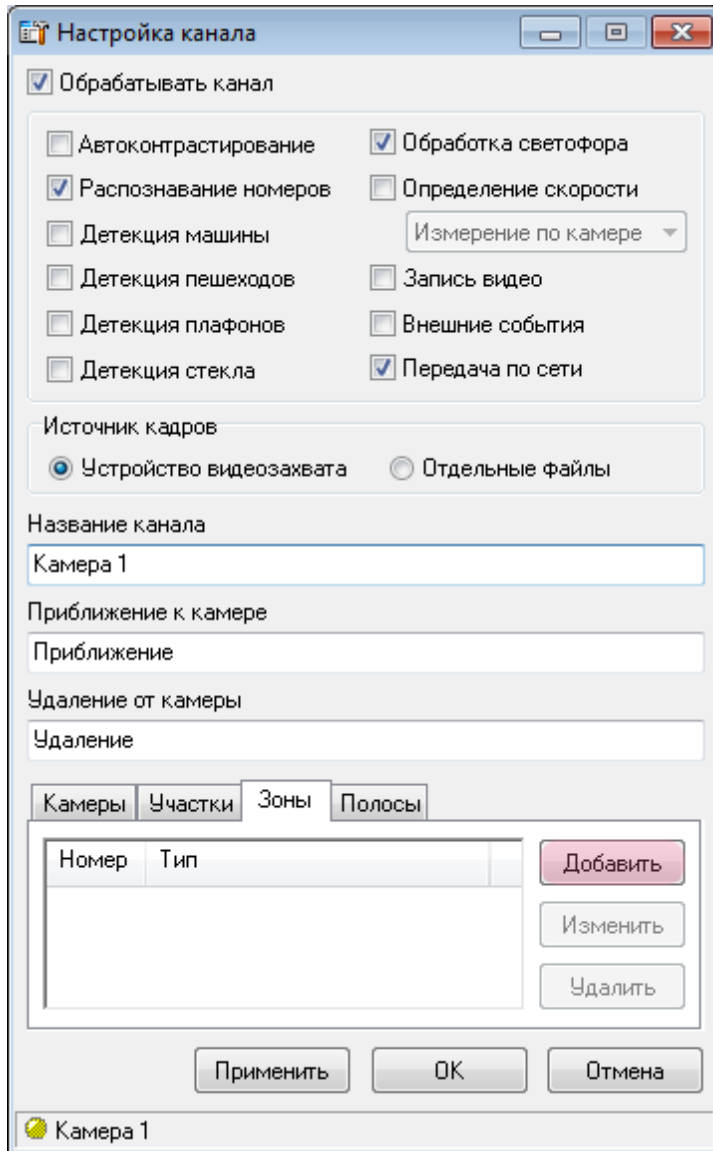 Настройка канала
Обрабатывать канал
Автоконтрастирование
Обработка светофора
Распознавание номеров
Определение скорости
Детекция машины
Измерение по камере
Детекция пешеходов
Запись видео
Детекция плафонов
Внешние события
Детекция стекла
Передача по сети
Источник кадров
Устройство видеозахвата
Отдельные файлы
Название канала
Камера 1
Приближение к камере
Приближение
Удаление от камеры
Удаление
Камеры Участки Зоны Полосы
Номер Тип
Добавить
Изменить
Удалить
Применить OK Отмена
Камера 1